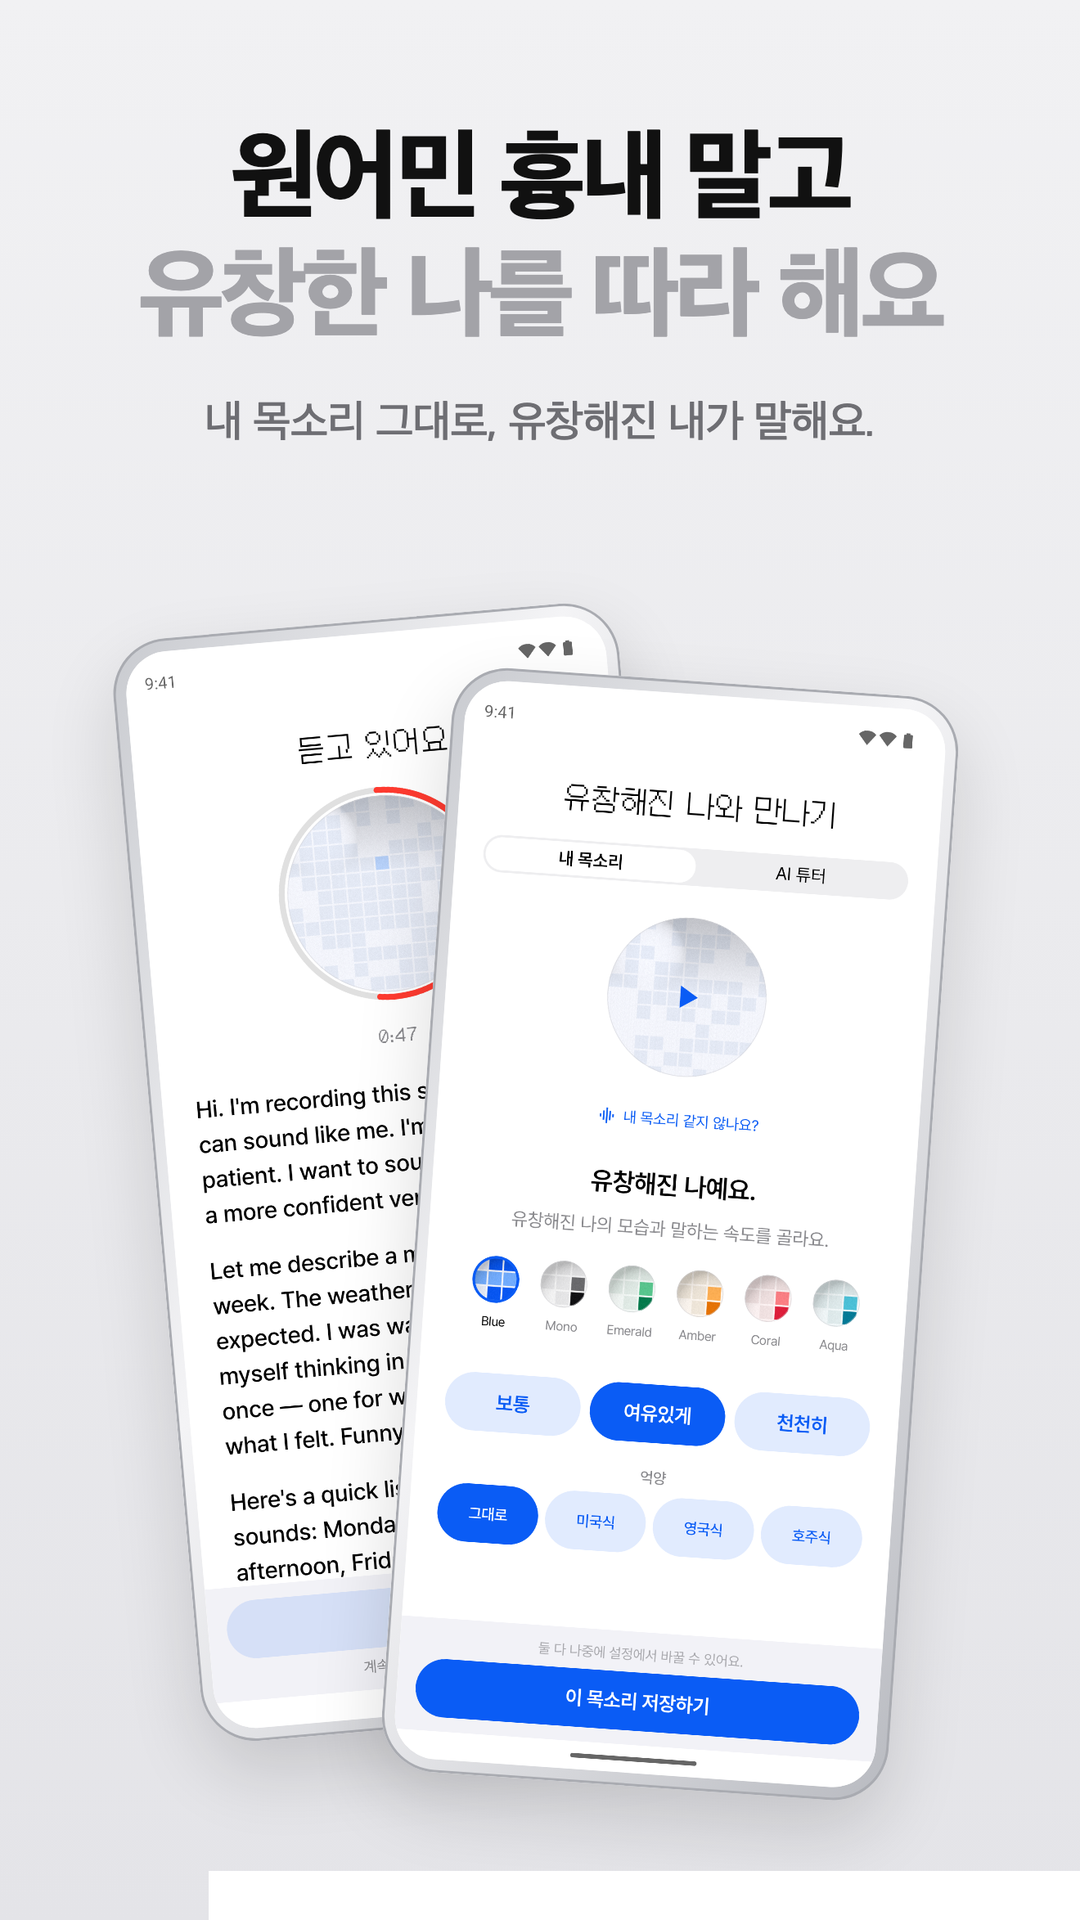 원어민 흉내 말고
유창한 나를 따라 해요
내 목소리 그대로, 유창해진 내가 말해요.
9:41
듣고 있어요
0:47
Hi. I'm recording this
can sound like me. I'm
patient. I want to
a more confident
Let me describe a
week. The weather
expected. I was
myself thinking in
once — one for
what I felt. Funny
Here's a quick
sounds:
afternoon,
계속
9:41
유창해진 나와 만나기
내 목소리
AI 튜터
내 목소리 같지 않나요?
유창해진 나예요.
유창해진 나의 모습과 말하는 속도를 골라요.
Blue
Mono
Emerald
Amber
Coral
Aqua
보통
여유있게
천천히
억양
그대로
미국식
영국식
호주식
둘 다 나중에 설정에서 바꿀 수 있어요.
이 목소리 저장하기